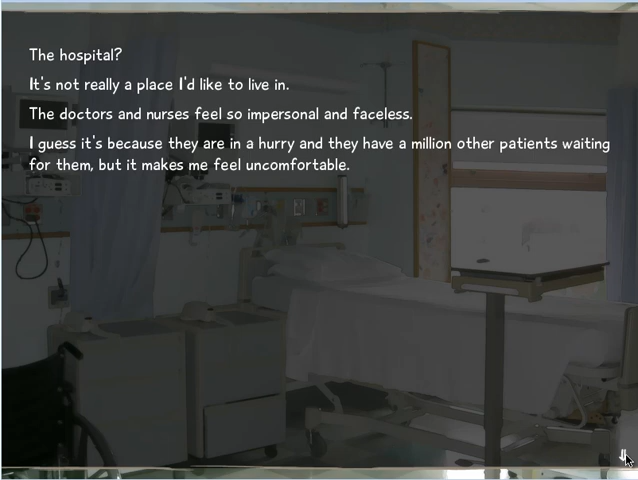 The hospital?
It's not really a place I'd like to live in.
The doctors and nurses feel so impersonal and faceless.
I guess it's because they are in a hurry and they have a million other patients waiting
for them, but it makes me feel uncomfortable.